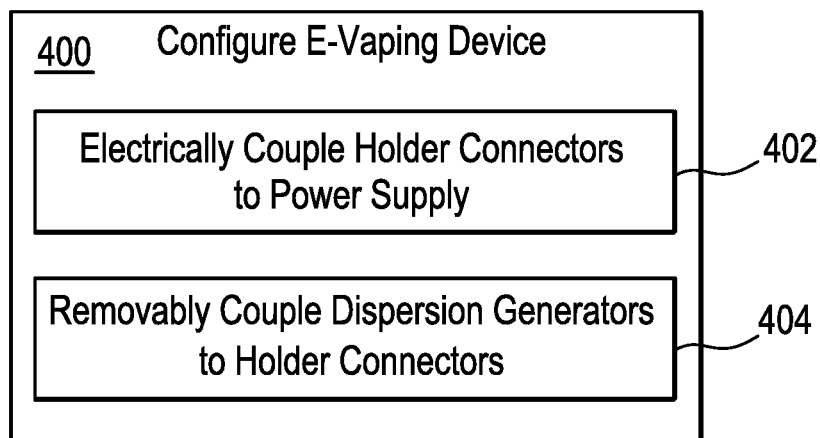 400 Configure E-Vaping Device
Electrically Couple Holder Connectors
to Power Supply
402
Removably Couple Dispersion Generators
to Holder Connectors
404